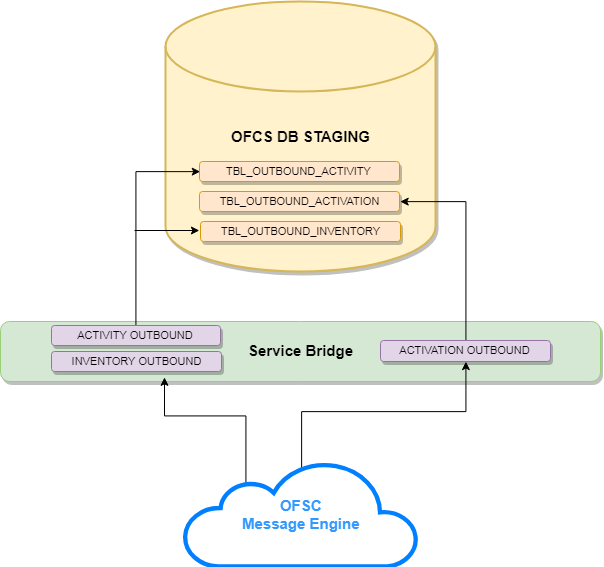 OFCS DB STAGING
TBL_OUTBOUND_ACTIVITY
TBL_OUTBOUND_ACTIVATION
TBL_OUTBOUND_INVENTORY
ACTIVITY OUTBOUND
INVENTORY OUTBOUND
Service Bridge
ACTIVATION OUTBOUND
OFSC
Message Engine